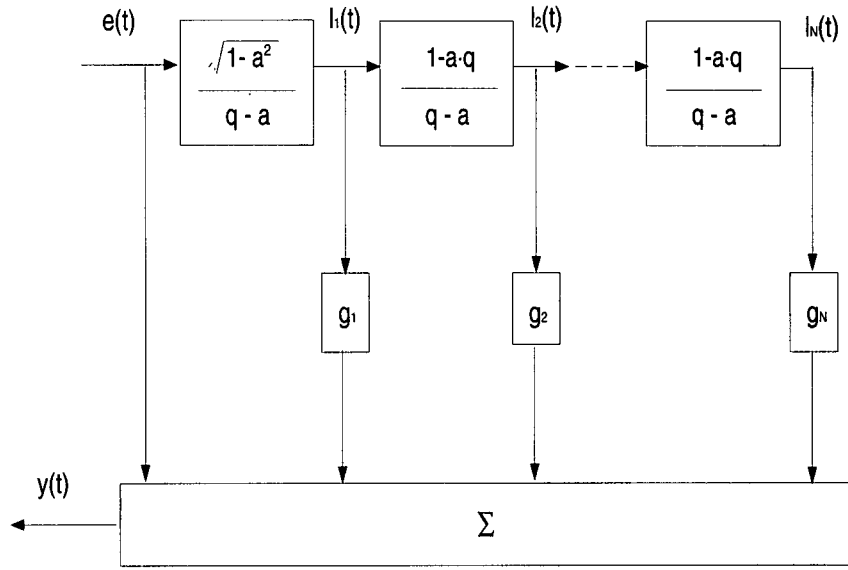 e(t)
l₁(t)
l₂(t)
lN(t)
√1- a²
q - a
1-a·q
q - a
1-a·q
q - a
g₁
g₂
gN
y(t)
Σ